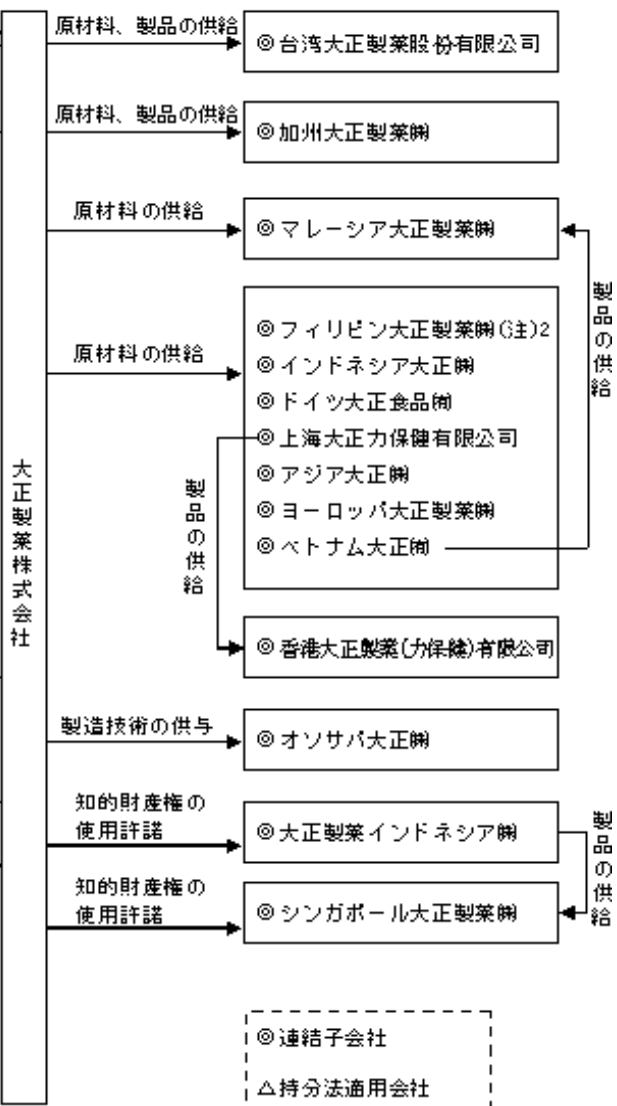 原材料、製品の供給
◎台湾大正製薬股份有限公司
原材料、製品の供給
◎加州大正製薬㈱
原材料の供給
◎マレーシア大正製薬㈱
原材料の供給
◎フィリピン大正製薬㈱(注)2
◎インドネシア大正㈱
◎ドイツ大正食品㈲
◎上海大正力保健有限公司
◎アジア大正㈱
◎ヨーロッパ大正製薬㈱
◎ベトナム大正㈲
製品の供給
製品の供給
大正製薬株式会社
◎香港大正製薬(力保健)有限公司
製造技術の供与
◎オソサパ大正㈱
知的財産権の
使用許諾
◎大正製薬インドネシア㈱
製品の供給
知的財産権の
使用許諾
◎シンガポール大正製薬㈱
◎連結子会社
△持分法適用会社